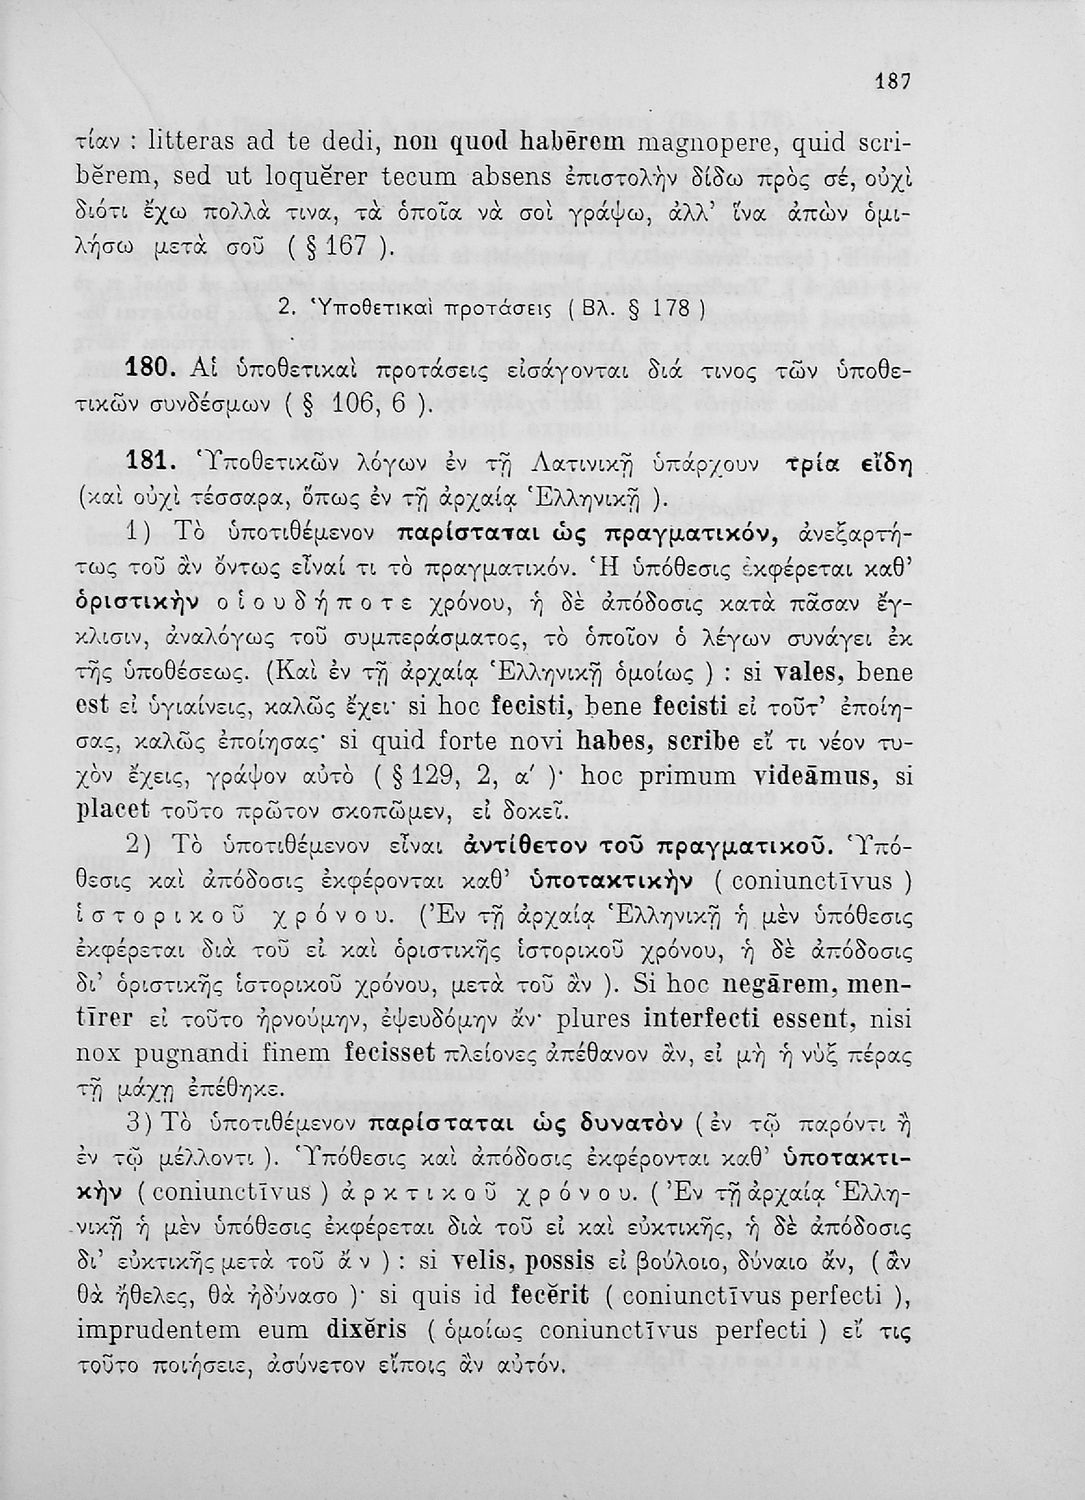 187
τίαν : litteras ad te dedi, non quod habērem magnopere, quid scri-
bĕrem, sed ut loquĕrer tecum absens ἐπιστολὴν δίδω πρὸς σέ, οὐχὶ
διότι ἔχω πολλὰ τινα, τὰ ὁποῖα νὰ σοὶ γράψω, ἀλλ' ἵνα ἀπὼν ὁμι-
λήσω μετὰ σοῦ ( § 167 ).
2. Ὑποθετικαὶ προτάσεις ( Βλ. § 178 )
180. Αἱ ὑποθετικαὶ προτάσεις εἰσάγονται διά τινος τῶν ὑποθε-
τικῶν συνδέσμων ( § 106, 6 ).
181. Ὑποθετικῶν λόγων ἐν τῇ Λατινικῇ ὑπάρχουν τρία εἴδη
(καὶ οὐχὶ τέσσαρα, ὅπως ἐν τῇ ἀρχαίᾳ Ἑλληνικῇ ).
1) Τὸ ὑποτιθέμενον παρίσταται ὡς πραγματικόν, ἀνεξαρτή-
τως τοῦ ἂν ὄντως εἶναί τι τὸ πραγματικόν. Ἡ ὑπόθεσις ἐκφέρεται καθ'
ὁριστικὴν οἱουδήποτε χρόνου, ἡ δὲ ἀπόδοσις κατὰ πᾶσαν ἔγ-
κλισιν, ἀναλόγως τοῦ συμπεράσματος, τὸ ὁποῖον ὁ λέγων συνάγει ἐκ
τῆς ὑποθέσεως. (Καὶ ἐν τῇ ἀρχαίᾳ Ἑλληνικῇ ὁμοίως ) : si vales, bene
est εἰ ὑγιαίνεις, καλῶς ἔχει· si hoc fecisti, bene fecisti εἰ τοῦτ' ἐποίη-
σας, καλῶς ἐποίησας· si quid forte novi habes, scribe εἴ τι νέον τυ-
χὸν ἔχεις, γράψον αὐτὸ ( § 129, 2, α' )· hoc primum videāmus, si
placet τοῦτο πρῶτον σκοπῶμεν, εἰ δοκεῖ.
2) Τὸ ὑποτιθέμενον εἶναι ἀντίθετον τοῦ πραγματικοῦ. Ὑπό-
θεσις καὶ ἀπόδοσις ἐκφέρονται καθ' ὑποτακτικὴν ( coniunctīvus )
ἱστορικοῦ χρόνου. (Ἐν τῇ ἀρχαίᾳ Ἑλληνικῇ ἡ μὲν ὑπόθεσις
ἐκφέρεται διὰ τοῦ εἰ καὶ ὁριστικῆς ἱστορικοῦ χρόνου, ἡ δὲ ἀπόδοσις
δι' ὁριστικῆς ἱστορικοῦ χρόνου, μετὰ τοῦ ἂν ). Si hoc negārem, men-
tīrer εἰ τοῦτο ἠρνούμην, ἐψευδόμην ἄν· plures interfecti essent, nisi
nox pugnandi finem fecisset πλείονες ἀπέθανον ἂν, εἰ μὴ ἡ νὺξ πέρας
τῇ μάχῃ ἐπέθηκε.
3) Τὸ ὑποτιθέμενον παρίσταται ὡς δυνατὸν ( ἐν τῷ παρόντι ἢ
ἐν τῷ μέλλοντι ). Ὑπόθεσις καὶ ἀπόδοσις ἐκφέρονται καθ' ὑποτακτι-
κὴν ( coniunctīvus ) ἀρκτικοῦ χρόνου. ( Ἐν τῇ ἀρχαίᾳ Ἑλλη-
νικῇ ἡ μὲν ὑπόθεσις ἐκφέρεται διὰ τοῦ εἰ καὶ εὐκτικῆς, ἡ δὲ ἀπόδοσις
δι' εὐκτικῆς μετὰ τοῦ ἄν ) : si velis, possis εἰ βούλοιο, δύναιο ἄν, ( ἂν
θὰ ἤθελες, θὰ ἠδύνασο )· si quis id fecĕrit ( coniunctīvus perfecti ),
imprudentem eum dixĕris ( ὁμοίως coniunctīvus perfecti ) εἴ τις
τοῦτο ποιήσειε, ἀσύνετον εἴποις ἂν αὐτόν.